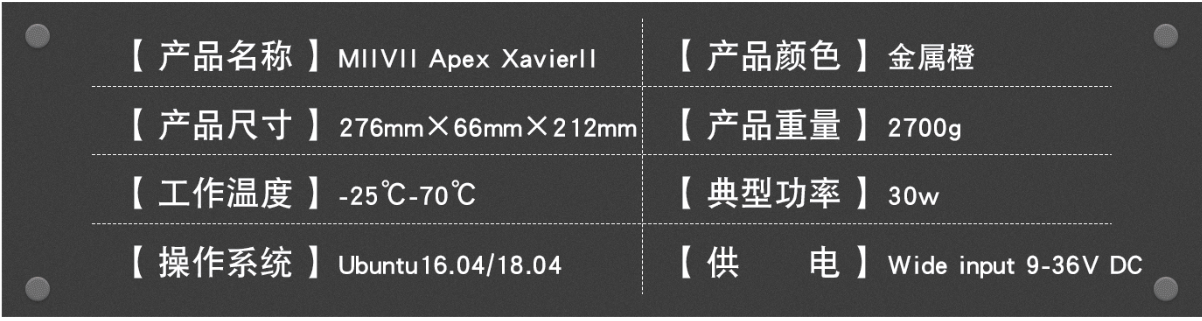 【 产品名称 】 MIIVII Apex XavierII 【 产品颜色 】 金属橙
【 产品尺寸 】 276mm×66mm×212mm 【 产品重量 】 2700g
【 工作温度 】 -25℃-70℃ 【 典型功率 】 30w
【 操作系统 】 Ubuntu16.04/18.04 【 供 电 】 Wide input 9-36V DC